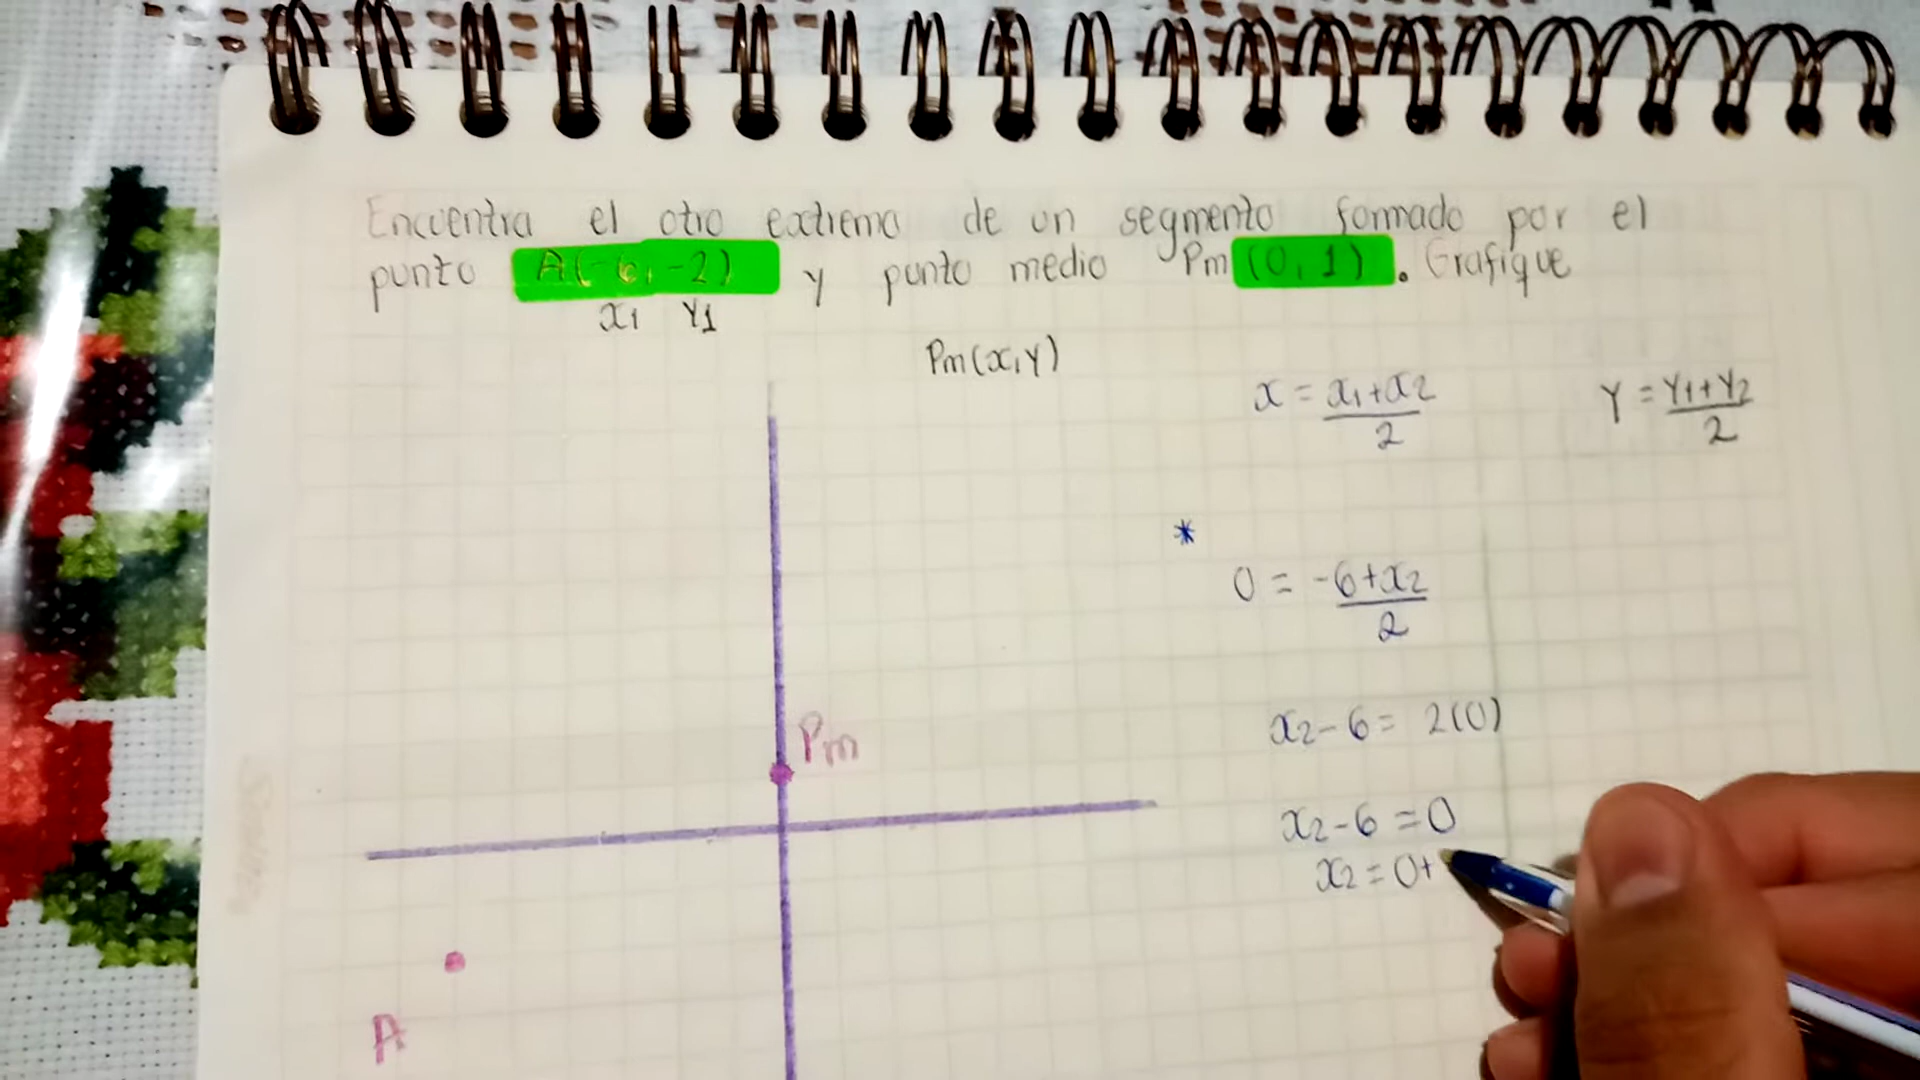 Encuentra el otro extremo de un segmento formado por el
punto A(-6, -2) y punto medio Pm (0, 1). Grafique
x1 Y1
Pm(x,y)
x = x1+x2
2
Y = Y1+Y2
2
*
0 = -6+x2
2
x2-6 = 2(0)
Pm
x2-6 = 0
x2 = 0+
A